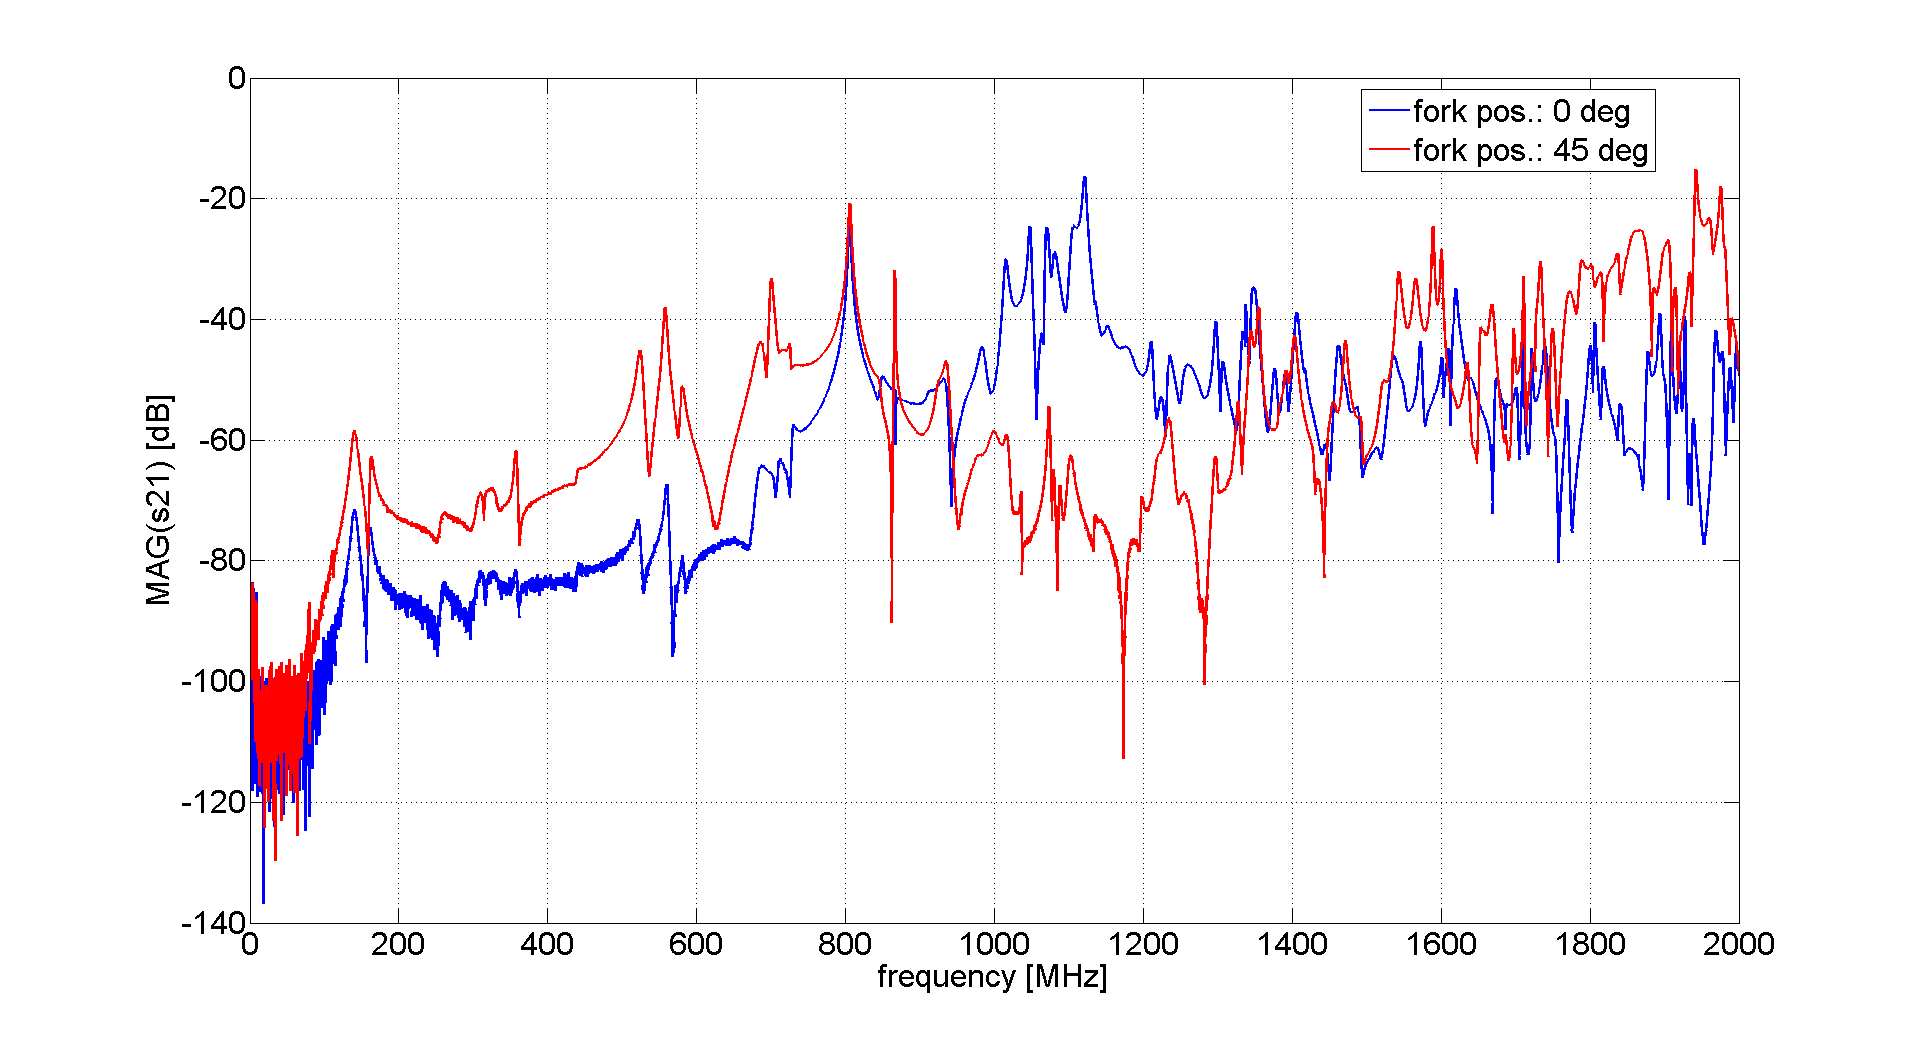 0
-20
-40
-60
-80
-100
-120
-140
MAG(s21) [dB]
fork pos.: 0 deg
fork pos.: 45 deg
0 200 400 600 800 1000 1200 1400 1600 1800 2000
frequency [MHz]